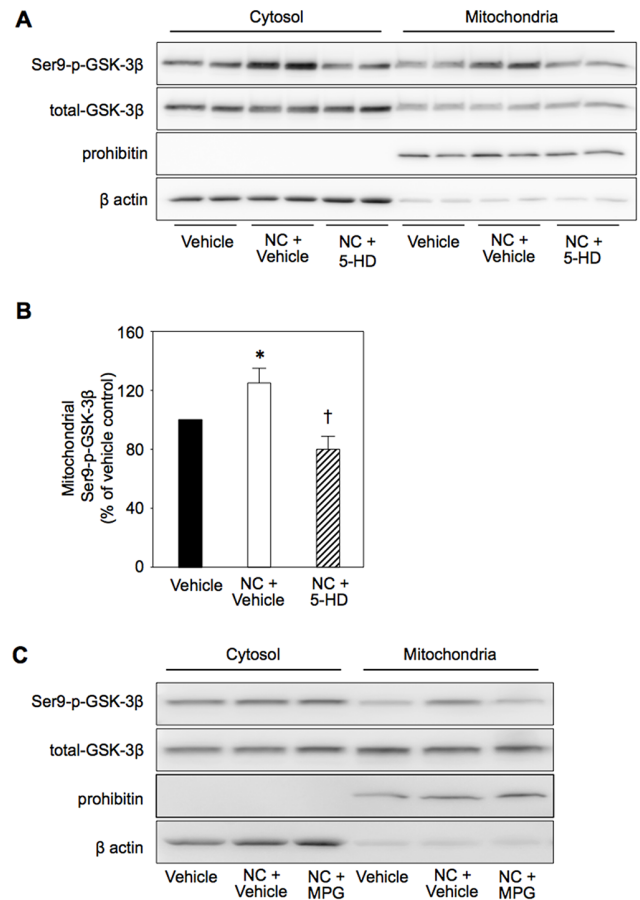 A
Cytosol Mitochondria
Ser9-p-GSK-3β
total-GSK-3β
prohibitin
β actin
Vehicle NC + NC + Vehicle NC + NC +
Vehicle 5-HD Vehicle 5-HD
B
160
120
80
40
0
Mitochondrial
Ser9-p-GSK-3β
(% of vehicle control)
*
†
Vehicle NC + NC +
Vehicle 5-HD
C
Cytosol Mitochondria
Ser9-p-GSK-3β
total-GSK-3β
prohibitin
β actin
Vehicle NC + NC + Vehicle NC + NC +
Vehicle MPG Vehicle MPG